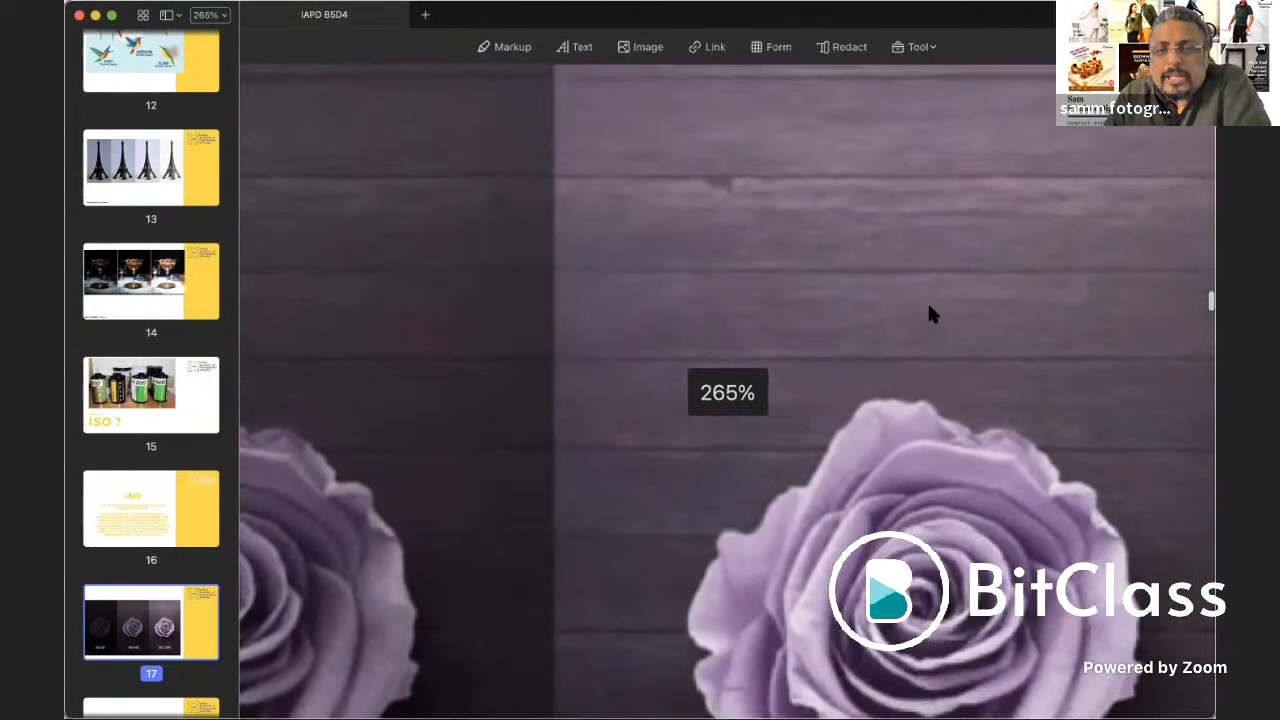 265%
IAPD B5D4
Markup
Text
Image
Link
Form
Redact
Tool
samm fotogr...
12
13
14
15
ISO ?
16
ISO
17
265%
BitClass
Powered by Zoom